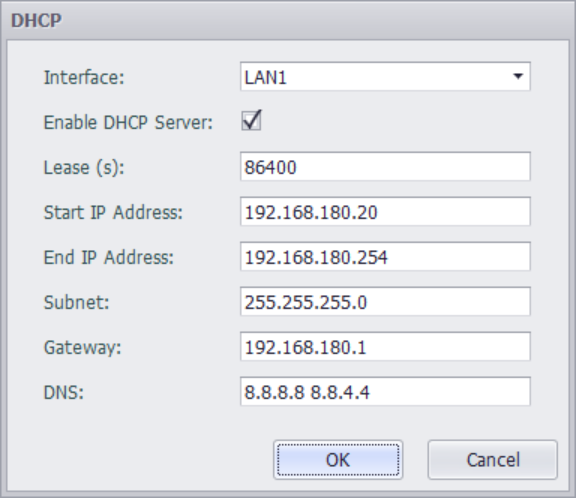 DHCP
Interface: LAN1
Enable DHCP Server:
Lease (s): 86400
Start IP Address: 192.168.180.20
End IP Address: 192.168.180.254
Subnet: 255.255.255.0
Gateway: 192.168.180.1
DNS: 8.8.8.8 8.8.4.4
OK Cancel